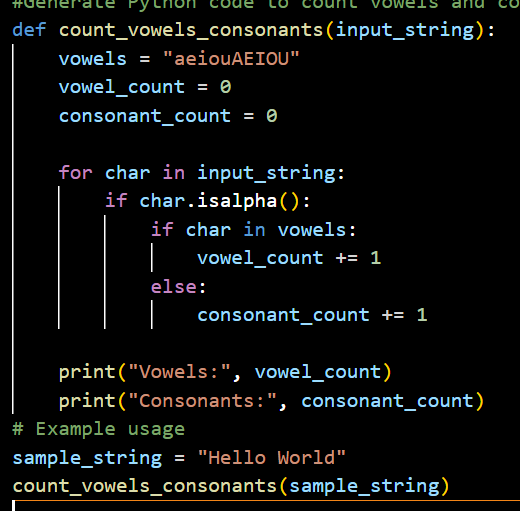 #Generate Python code to count vowels and co
def count_vowels_consonants(input_string):
    vowels = "aeiouAEIOU"
    vowel_count = 0
    consonant_count = 0

    for char in input_string:
        if char.isalpha():
            if char in vowels:
                vowel_count += 1
            else:
                consonant_count += 1

    print("Vowels:", vowel_count)
    print("Consonants:", consonant_count)
# Example usage
sample_string = "Hello World"
count_vowels_consonants(sample_string)